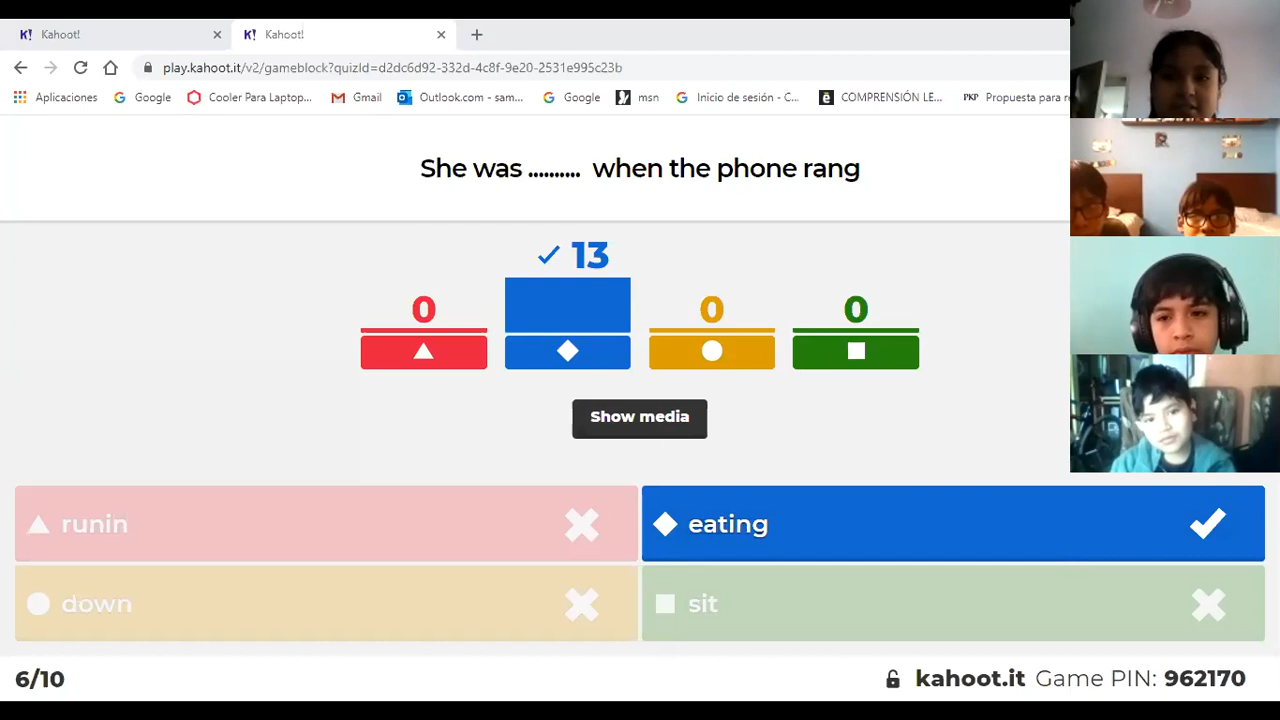 K! Kahoot!
K! Kahoot!
play.kahoot.it/v2/gameblock?quizId=d2dc6d92-332d-4c8f-9e20-2531e995c23b
Aplicaciones Google Cooler Para Laptop... Gmail Outlook.com - sam... Google msn Inicio de sesión - C... COMPRENSIÓN LE... PKP Propuesta para re
She was .......... when the phone rang
13
0
0
0
Show media
runin
eating
down
sit
6/10
kahoot.it Game PIN: 962170